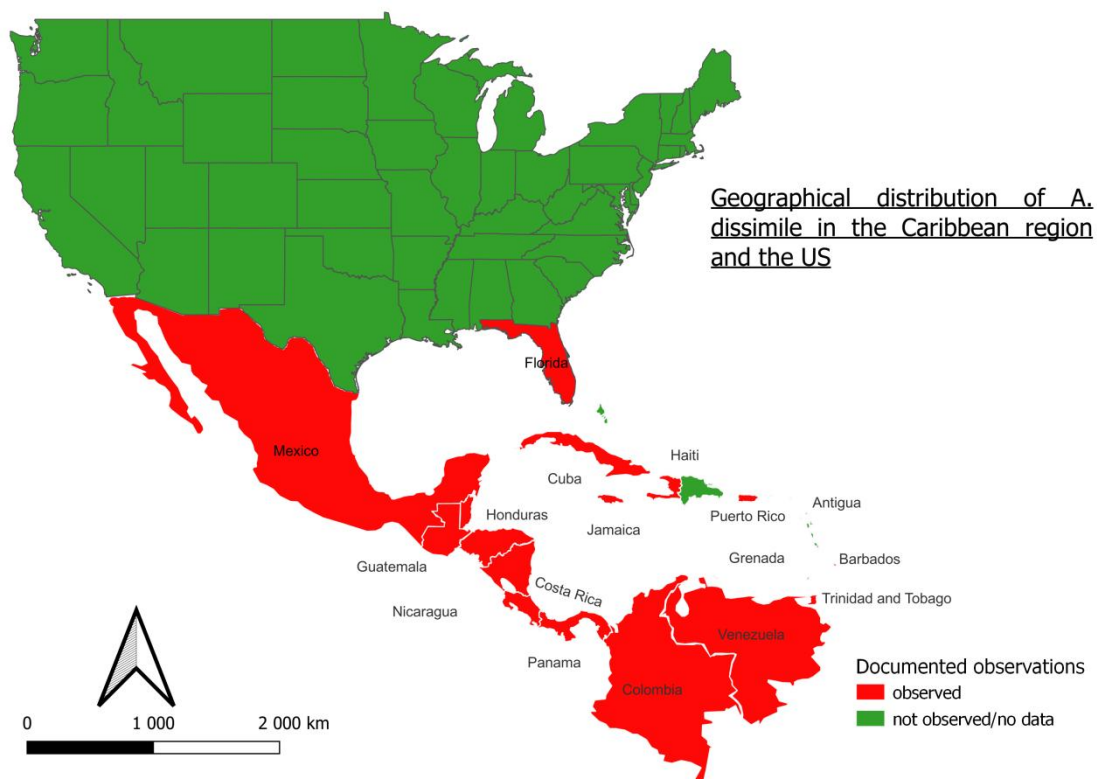 Geographical distribution of A.
dissimile in the Caribbean region
and the US
Florida
Mexico
Haiti
Cuba
Antigua
Honduras
Puerto Rico
Jamaica
Grenada
Barbados
Guatemala
Costa Rica
Trinidad and Tobago
Nicaragua
Venezuela
Panama
Colombia
Documented observations
observed
not observed/no data
0 1 000 2 000 km